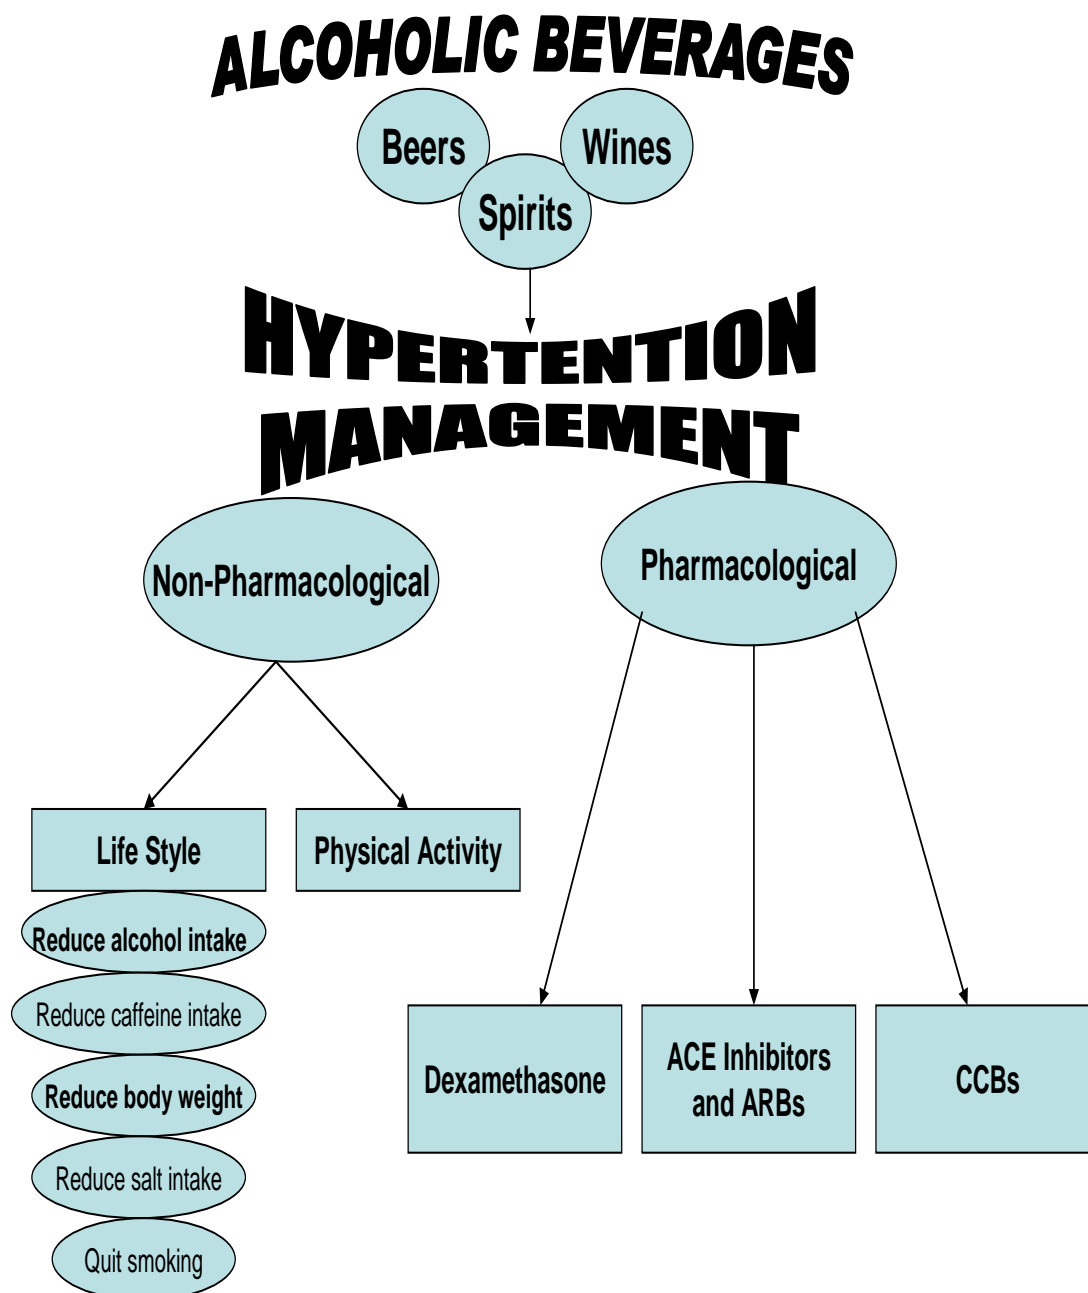 ALCOHOLIC BEVERAGES
Beers
Wines
Spirits
HYPERTENTION
MANAGEMENT
Non-Pharmacological
Pharmacological
Life Style
Physical Activity
Reduce alcohol intake
Reduce caffeine intake
Reduce body weight
Reduce salt intake
Quit smoking
Dexamethasone
ACE Inhibitors
and ARBs
CCBs